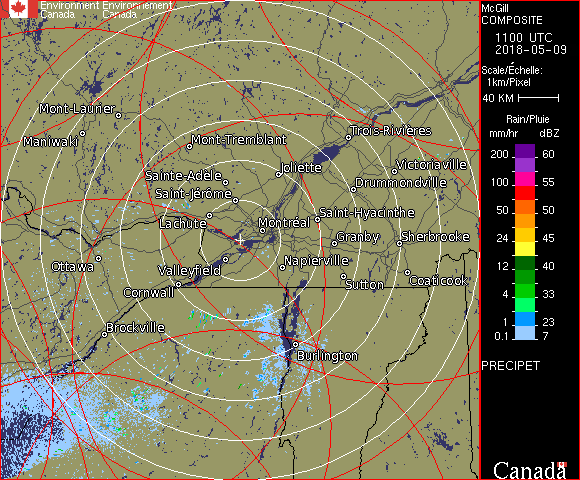 Environment Environnement
Canada Canada
McGill
COMPOSITE
1100 UTC
2018-05-09
Scale/Échelle:
1km/Pixel
40 KM
Rain/Pluie
mm/hr dBZ
200 60
155
100 55
50 50
24 45
12 40
4 33
1 23
0.1 7
PRECIPET
Mont-Laurier
Maniwaki
Mont-Tremblant
Trois-Rivières
Joliette
Victoriaville
Sainte-Adèle
Drummondville
Saint-Jérôme
Lachute
Saint-Hyacinthe
Montréal
Granby
Sherbrooke
Ottawa
Valleyfield
Napierville
Cornwall
Sutton
Coaticook
Brockville
Burlington
Canada